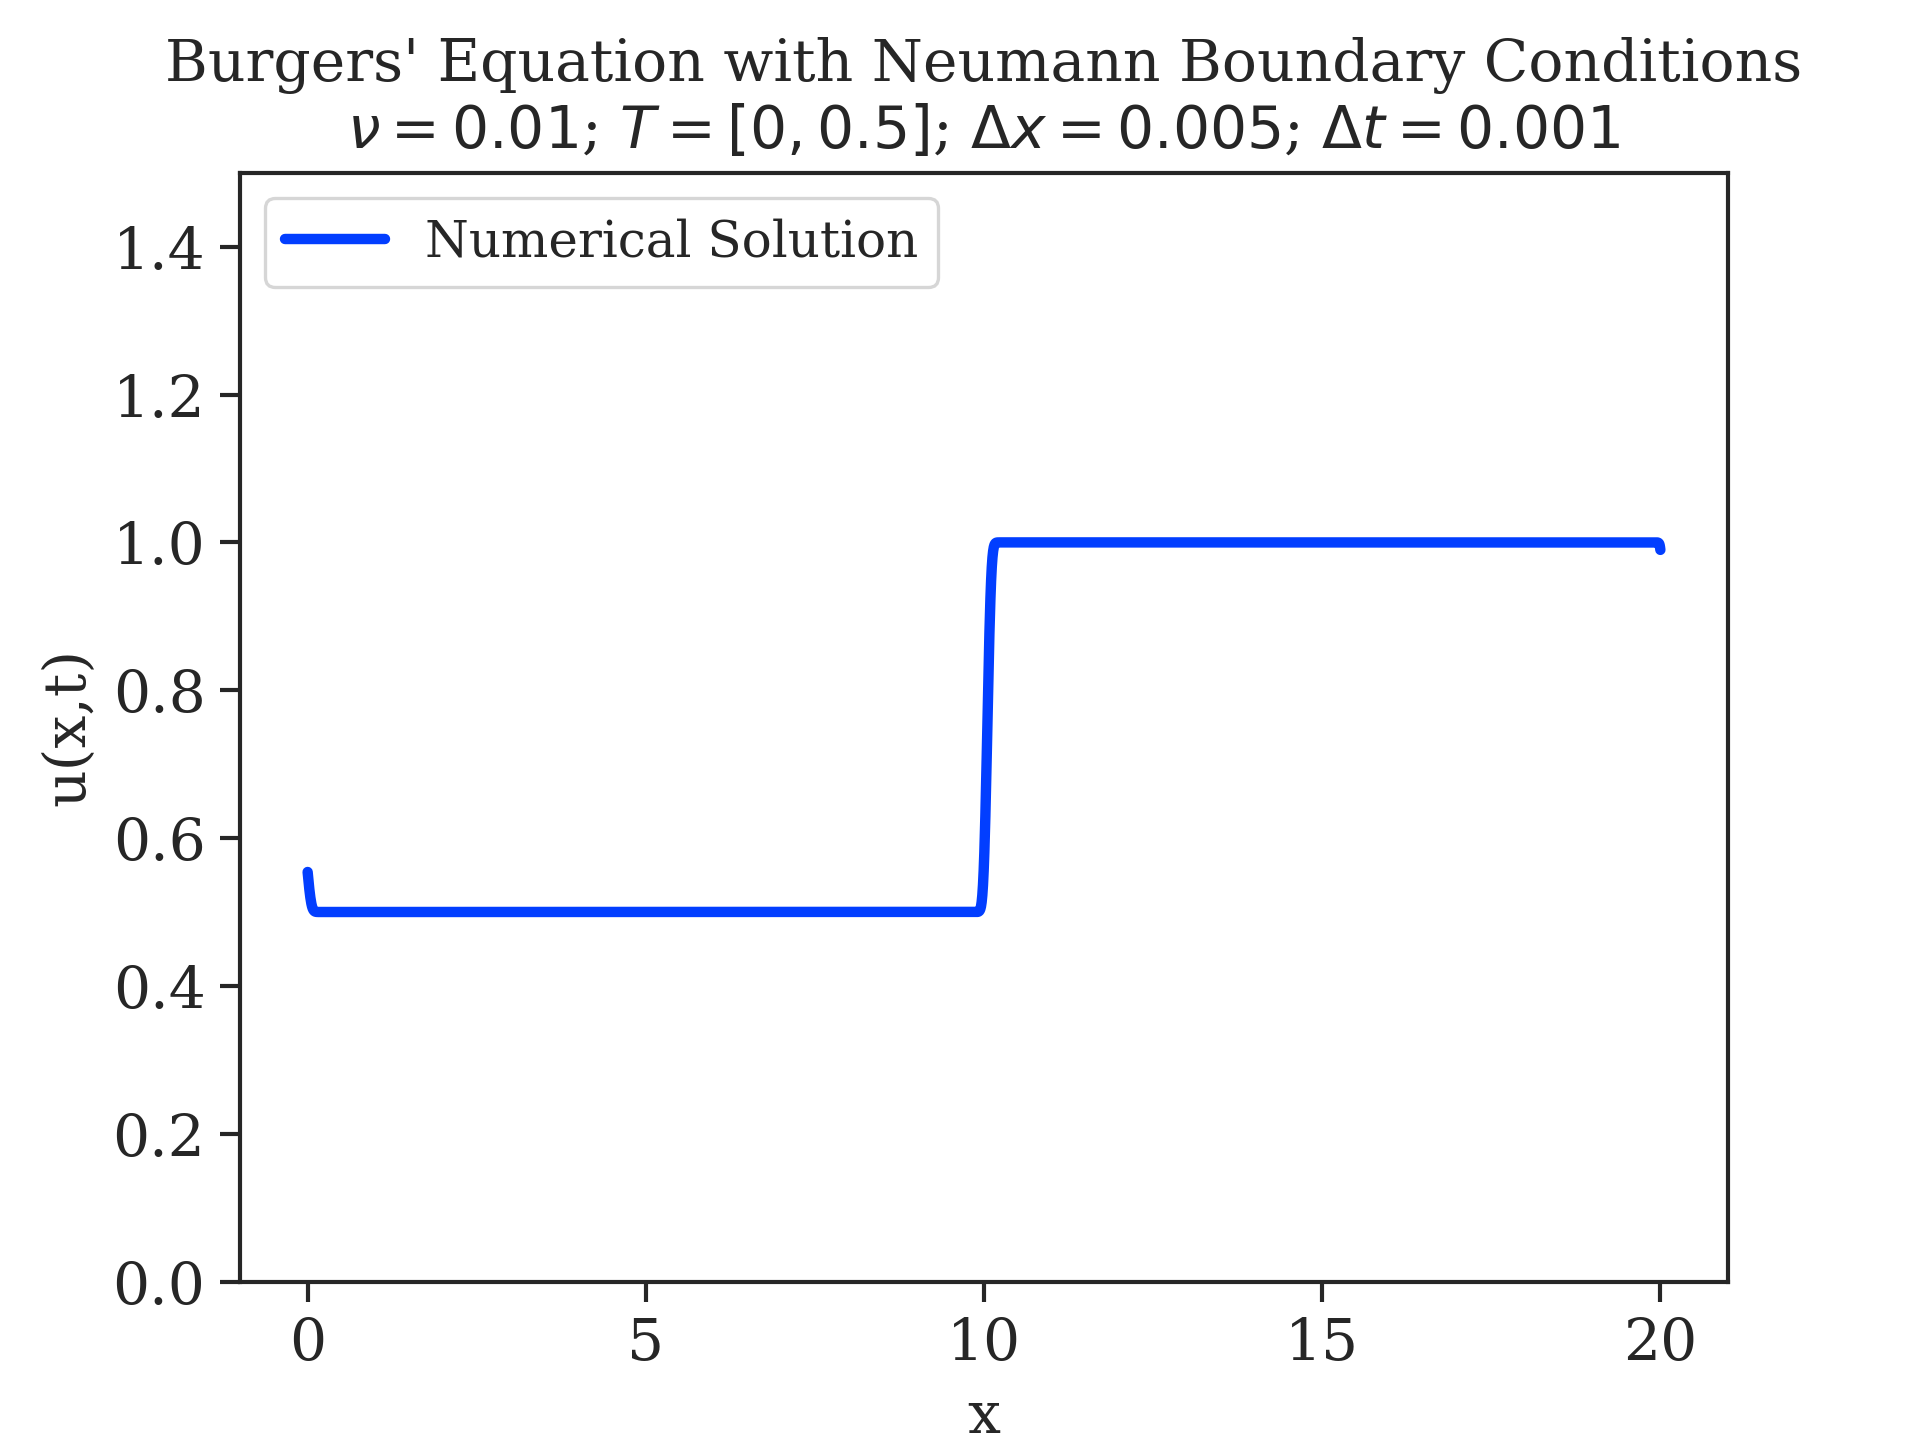 Burgers' Equation with Neumann Boundary Conditions
ν = 0.01; T = [0, 0.5]; Δx = 0.005; Δt = 0.001
Numerical Solution
1.4
1.2
1.0
0.8
0.6
0.4
0.2
0.0
u(x,t)
0 5 10 15 20
x